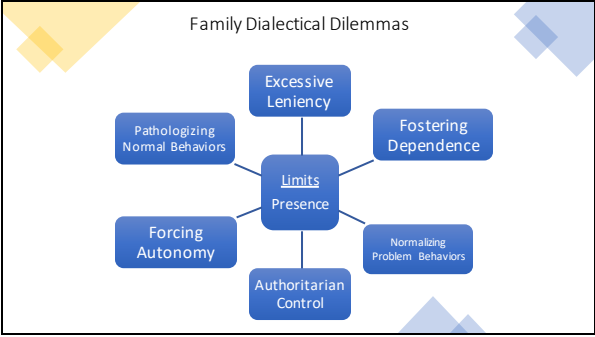 Family Dialectical Dilemmas
Excessive
Leniency
Pathologizing
Normal Behaviors
Fostering
Dependence
Limits
Presence
Forcing
Autonomy
Normalizing
Problem Behaviors
Authoritarian
Control